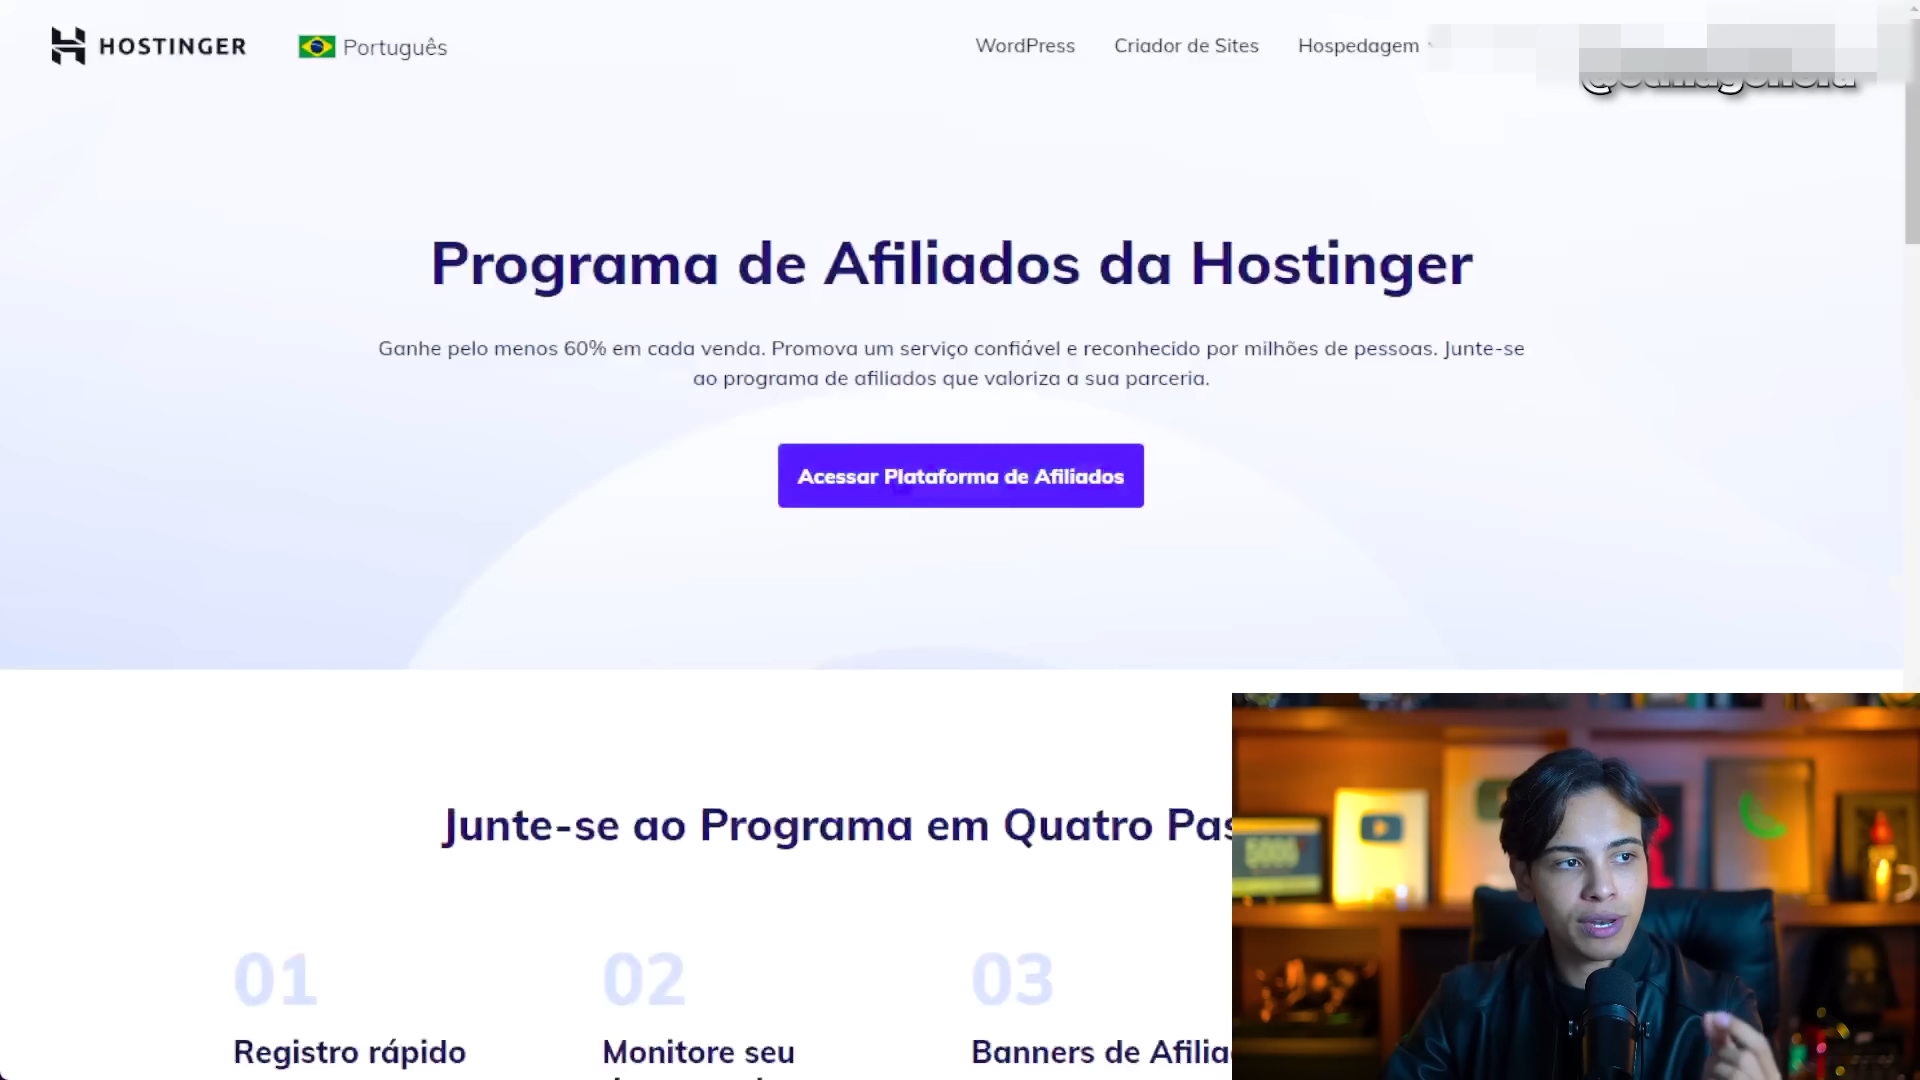 HOSTINGER
Português
WordPress
Criador de Sites
Hospedagem
Programa de Afiliados da Hostinger
Ganhe pelo menos 60% em cada venda. Promova um serviço confiável e reconhecido por milhões de pessoas. Junte-se
ao programa de afiliados que valoriza a sua parceria.
Acessar Plataforma de Afiliados
Junte-se ao Programa em Quatro Pas
01
02
03
Registro rápido
Monitore seu
Banners de Afilia